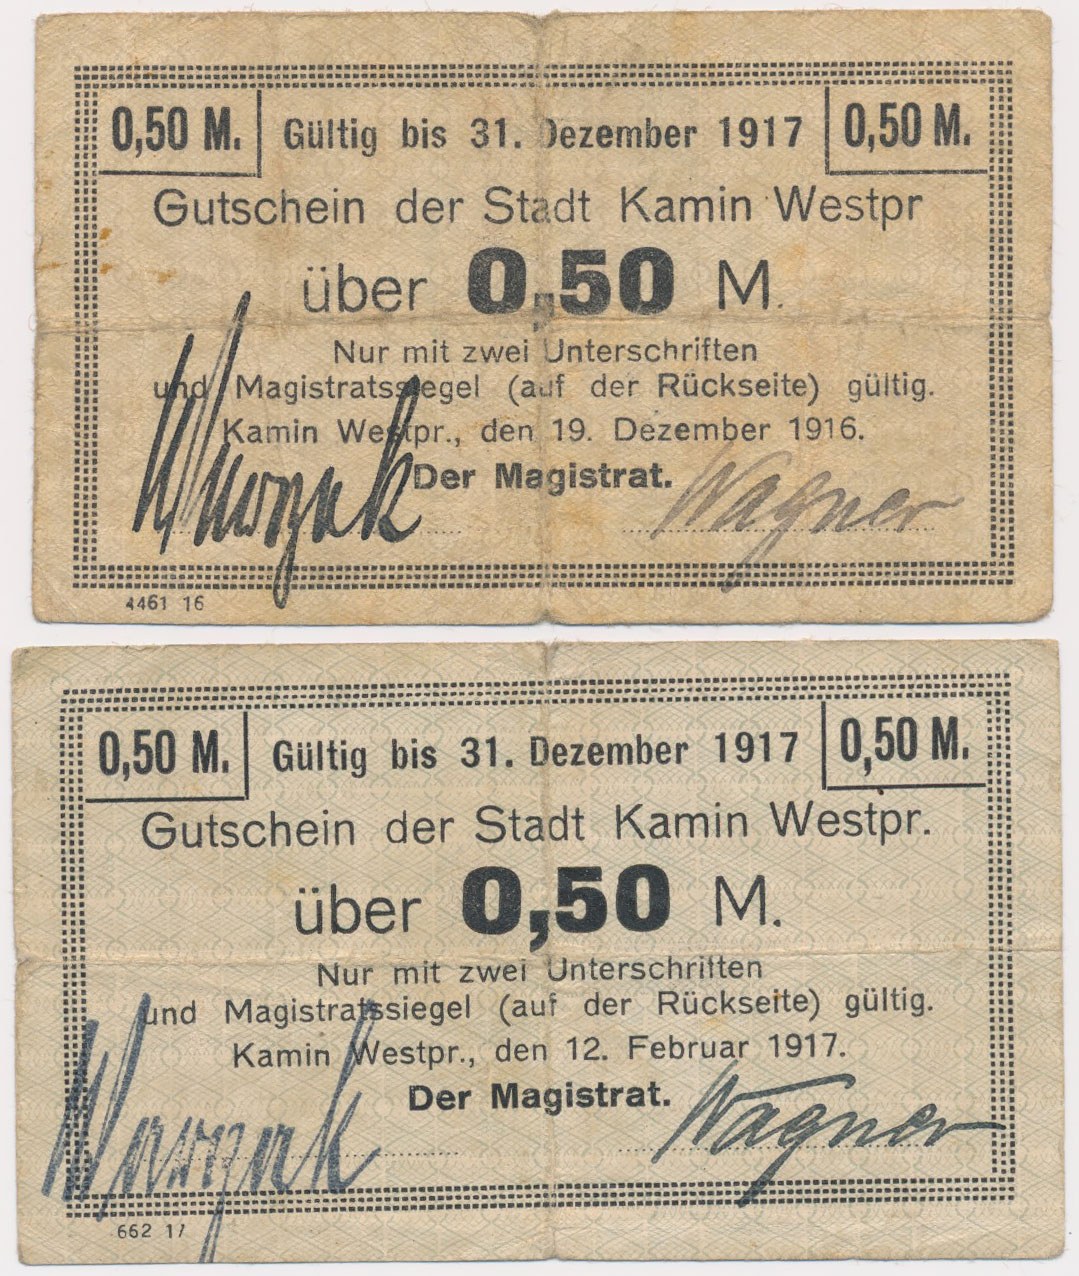 0,50 M. Gültig bis 31. Dezember 1917 0,50 M.
Gutschein der Stadt Kamin Westpr
über 0,50 M.
Nur mit zwei Unterschriften
und Magistratssiegel (auf der Rückseite) gültig.
Kamin Westpr., den 19. Dezember 1916.
Der Magistrat.
Wagner
4461 16
0,50 M. Gültig bis 31. Dezember 1917 0,50 M.
Gutschein der Stadt Kamin Westpr.
über 0,50 M.
Nur mit zwei Unterschriften
und Magistratssiegel (auf der Rückseite) gültig.
Kamin Westpr., den 12. Februar 1917.
Der Magistrat.
Wawrzak Wagner
662 17